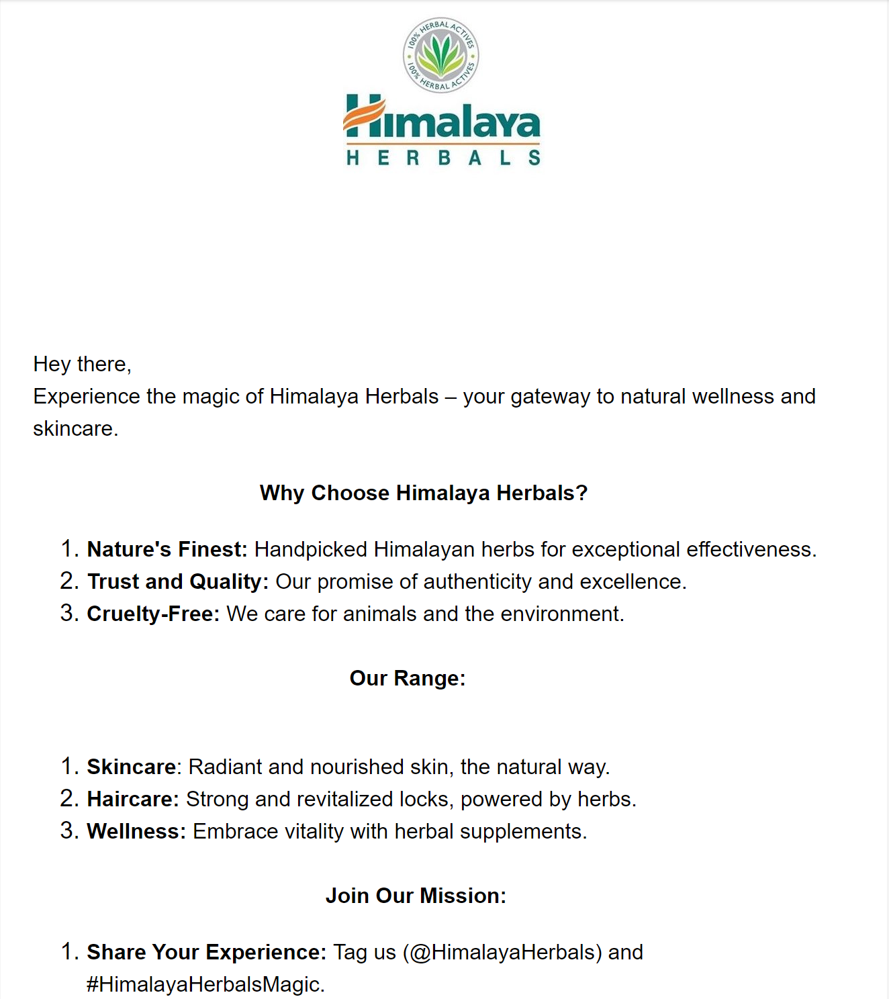 100% HERBAL ACTIVES
100% HERBAL ACTIVES
Himalaya
HERBALS
Hey there,
Experience the magic of Himalaya Herbals – your gateway to natural wellness and
skincare.
Why Choose Himalaya Herbals?
1. Nature's Finest: Handpicked Himalayan herbs for exceptional effectiveness.
2. Trust and Quality: Our promise of authenticity and excellence.
3. Cruelty-Free: We care for animals and the environment.
Our Range:
1. Skincare: Radiant and nourished skin, the natural way.
2. Haircare: Strong and revitalized locks, powered by herbs.
3. Wellness: Embrace vitality with herbal supplements.
Join Our Mission:
1. Share Your Experience: Tag us (@HimalayaHerbals) and
#HimalayaHerbalsMagic.